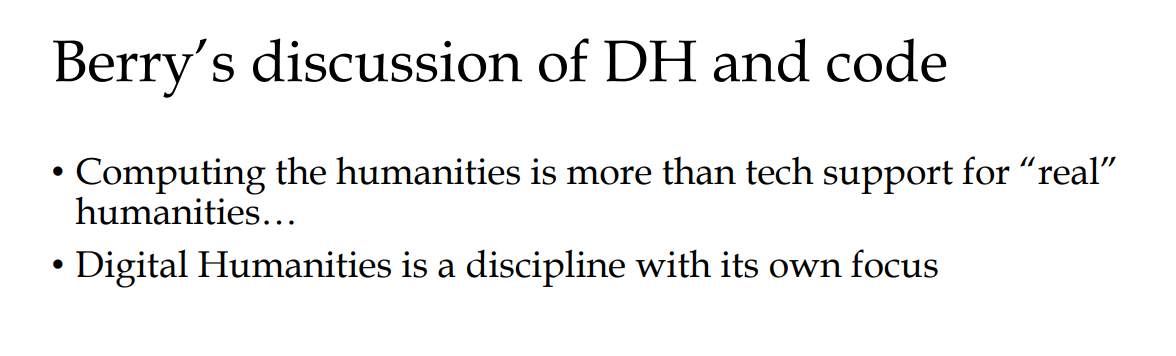 Berry’s discussion of DH and code
• Computing the humanities is more than tech support for “real”
humanities…
• Digital Humanities is a discipline with its own focus